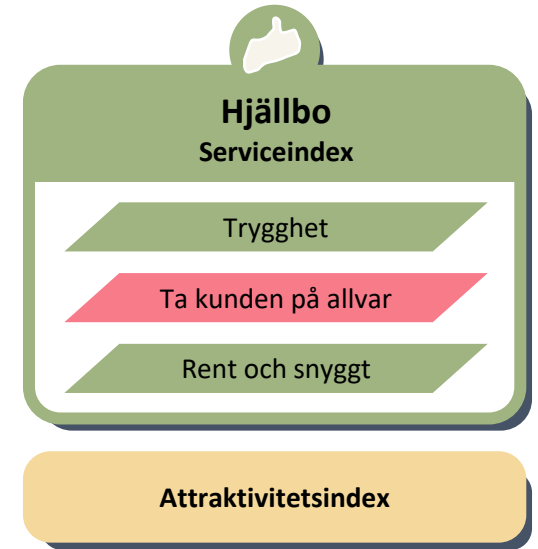 Hjällbo
Serviceindex
Trygghet
Ta kunden på allvar
Rent och snyggt
Attraktivitetsindex